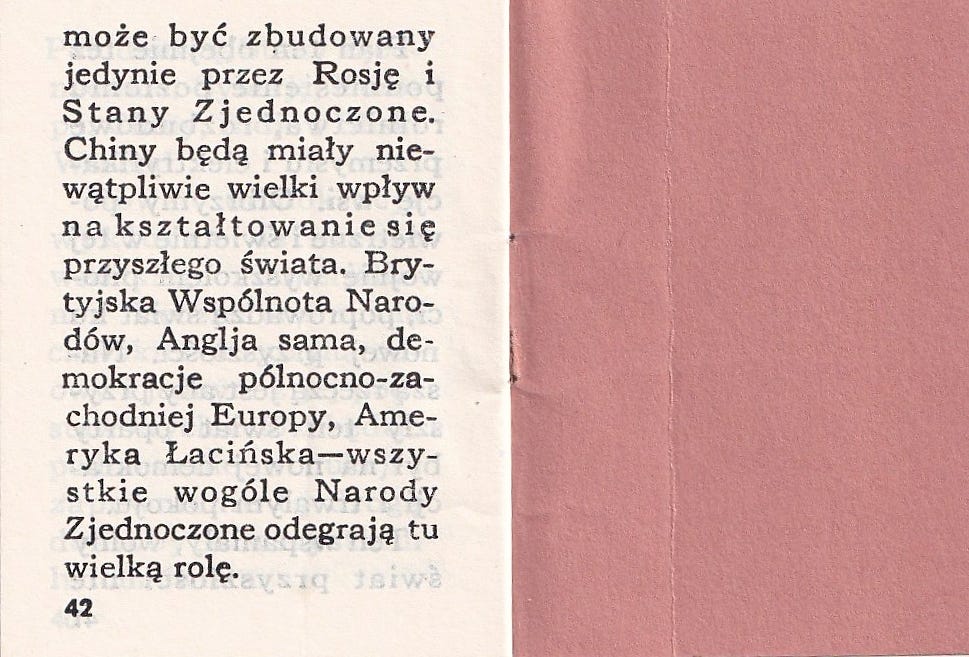 może być zbudowany
jedynie przez Rosję i
Stany Zjednoczone.
Chiny będą miały nie-
wątpliwie wielki wpływ
na kształtowanie się
przyszłego świata. Bry-
tyjska Wspólnota Naro-
dów, Anglja sama, de-
mokracje pólnocno-za-
chodniej Europy, Ame-
ryka Łacińska—wszy-
stkie wogóle Narody
Zjednoczone odegrają tu
wielką rolę.
42